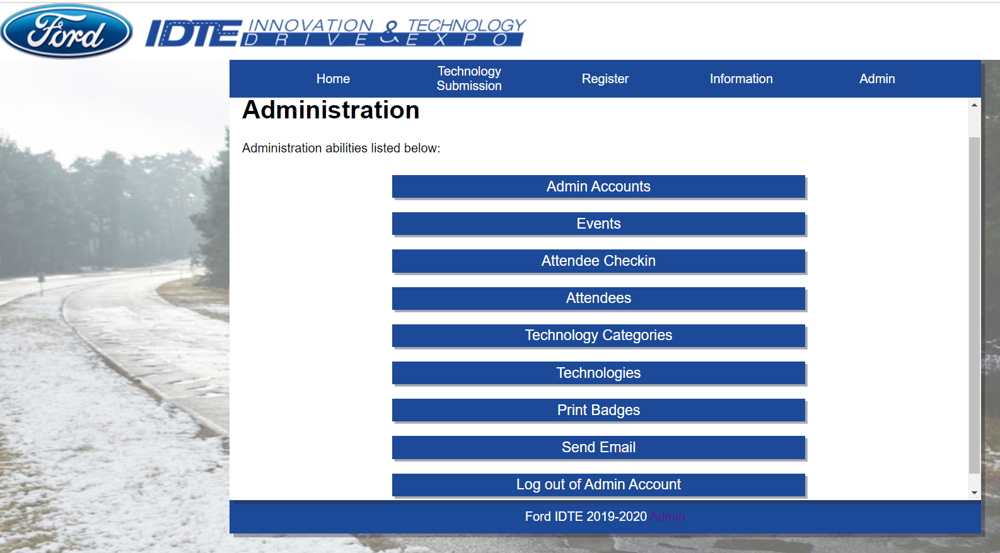 Ford IDTE INNOVATION & TECHNOLOGY
DRIVE & EXPO
Home
Technology
Submission
Register
Information
Admin
Administration
Administration abilities listed below:
Admin Accounts
Events
Attendee Checkin
Attendees
Technology Categories
Technologies
Print Badges
Send Email
Log out of Admin Account
Ford IDTE 2019-2020 Admin